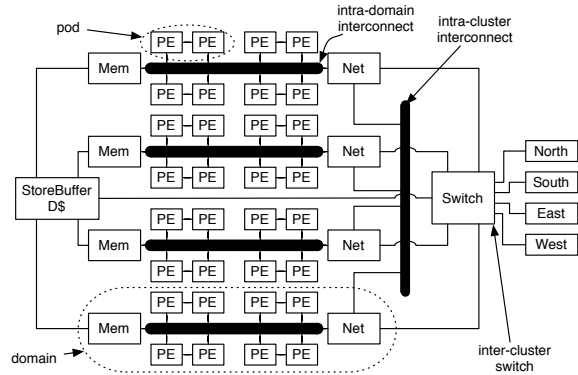 pod
PE PE PE PE
intra-domain
interconnect
intra-cluster
interconnect
Mem Net
PE PE PE PE
PE PE PE PE
Mem Net
North
PE PE PE PE
South
StoreBuffer
D$
Switch
East
PE PE PE PE
West
Mem Net
PE PE PE PE
PE PE PE PE
Mem Net
domain
PE PE PE PE
inter-cluster
switch